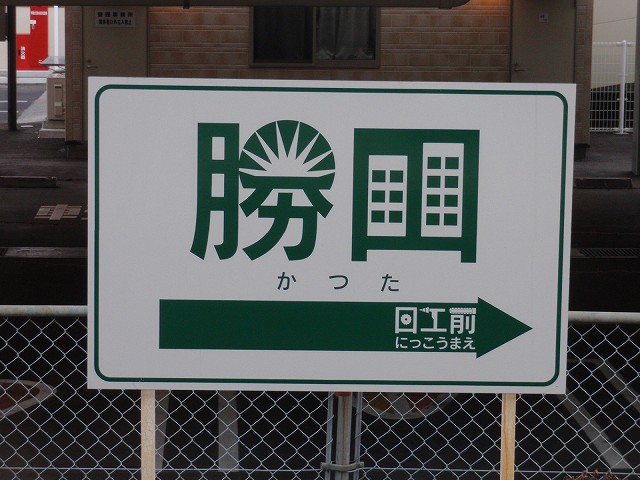 勝田
かつた
日工前
にっこうまえ